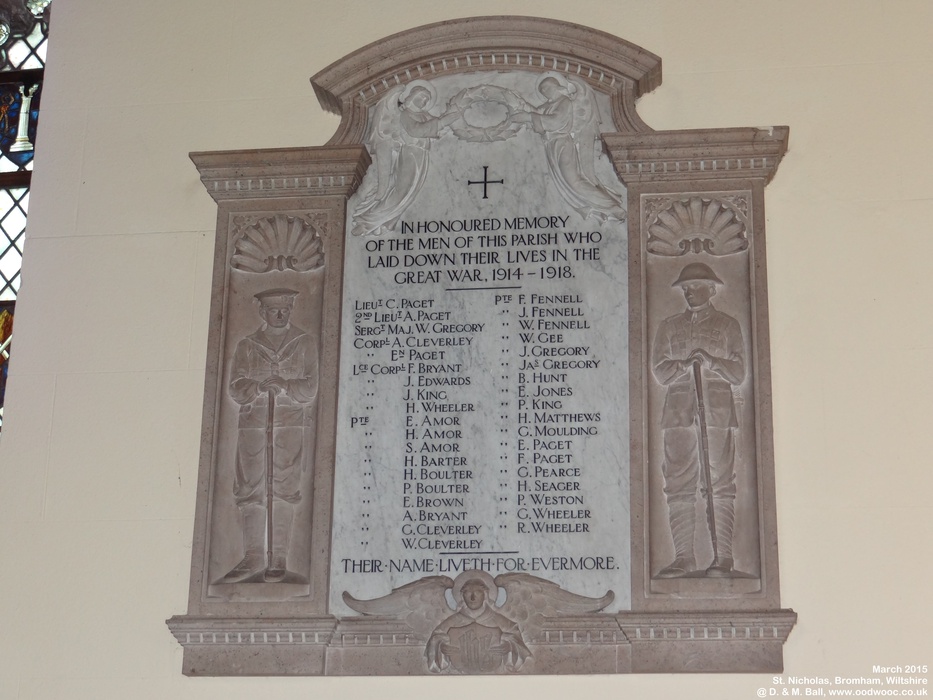 IN HONOURED MEMORY
OF THE MEN OF THIS PARISH WHO
LAID DOWN THEIR LIVES IN THE
GREAT WAR, 1914–1918.
LIEUT C. PAGET
2ND LIEUT A. PAGET
SERGT MAJ. W. GREGORY
CORPL A. CLEVERLEY
" EN PAGET
LCE CORPL F. BRYANT
" J. EDWARDS
" J. KING
" H. WHEELER
PTE E. AMOR
" H. AMOR
" S. AMOR
" H. BARTER
" H. BOULTER
" P. BOULTER
" E. BROWN
" A. BRYANT
" G. CLEVERLEY
" W. CLEVERLEY
PTE F. FENNELL
" J. FENNELL
" W. FENNELL
" W. GEE
" J. GREGORY
" JAS GREGORY
" B. HUNT
" E. JONES
" P. KING
" H. MATTHEWS
" G. MOULDING
" E. PAGET
" F. PAGET
" G. PEARCE
" H. SEAGER
" P. WESTON
" G. WHEELER
" R. WHEELER
THEIR·NAME·LIVETH·FOR·EVERMORE.
March 2015
St. Nicholas, Bromham, Wiltshire
@ D. & M. Ball, www.oodwooc.co.uk